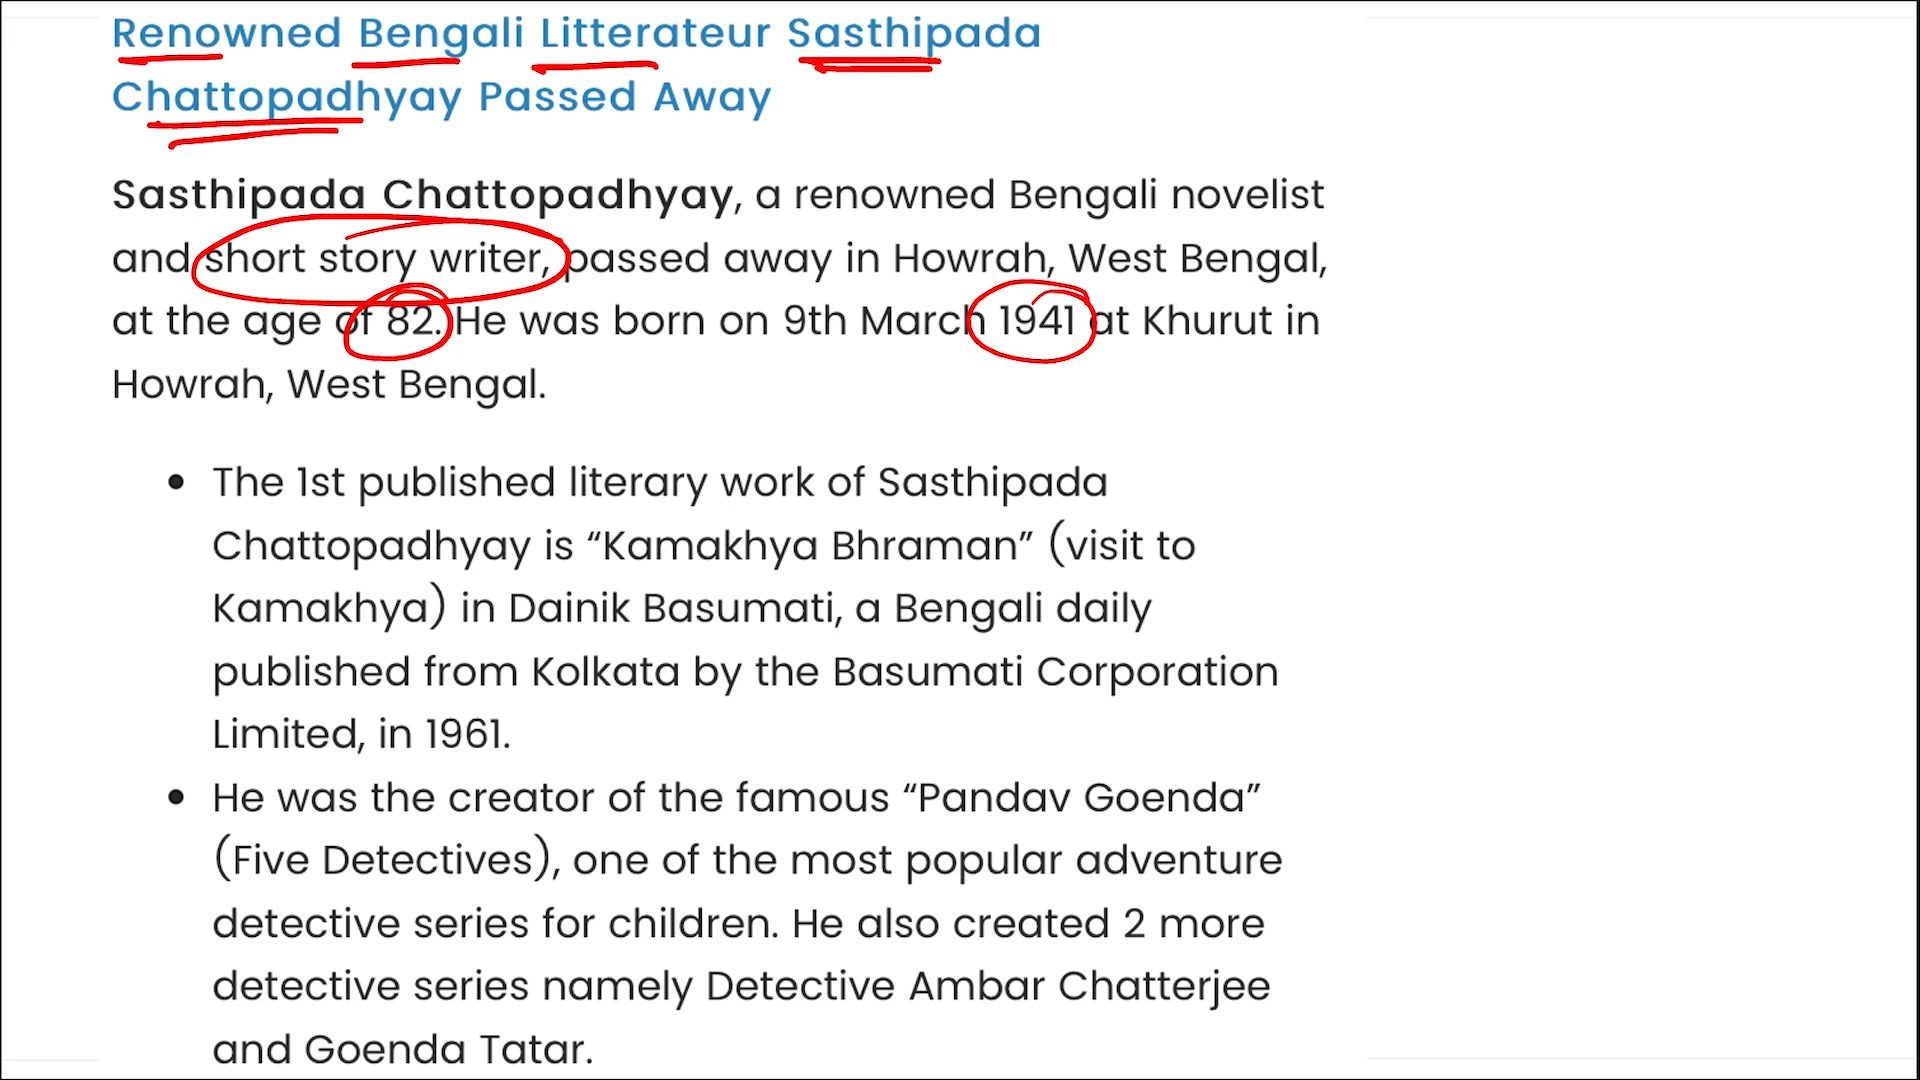 Renowned Bengali Litterateur Sasthipada
Chattopadhyay Passed Away
Sasthipada Chattopadhyay, a renowned Bengali novelist
and short story writer, passed away in Howrah, West Bengal,
at the age of 82. He was born on 9th March 1941 at Khurut in
Howrah, West Bengal.
• The 1st published literary work of Sasthipada
Chattopadhyay is “Kamakhya Bhraman” (visit to
Kamakhya) in Dainik Basumati, a Bengali daily
published from Kolkata by the Basumati Corporation
Limited, in 1961.
• He was the creator of the famous “Pandav Goenda”
(Five Detectives), one of the most popular adventure
detective series for children. He also created 2 more
detective series namely Detective Ambar Chatterjee
and Goenda Tatar.